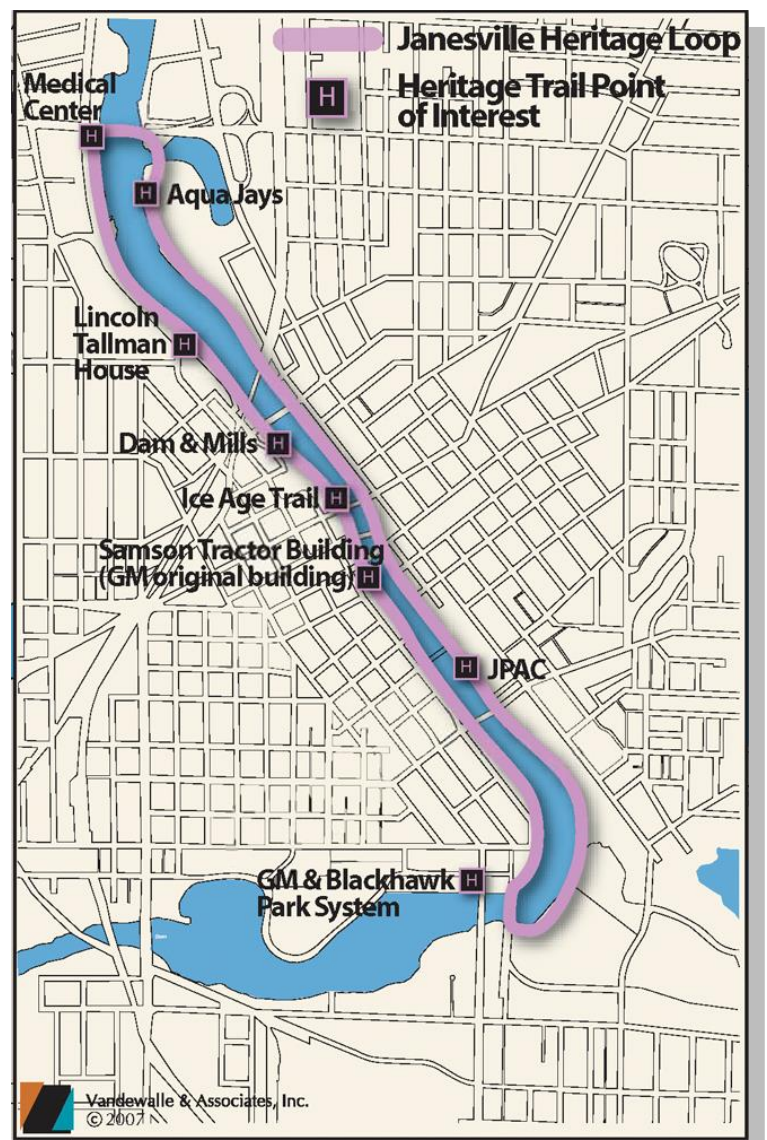 Janesville Heritage Loop
H
Heritage Trail Point
of Interest
Medical
Center
H
H
Aqua Jays
Lincoln
Tallman
House
H
Dam & Mills
H
Ice Age Trail
H
Samson Tractor Building
(GM original building)
H
H
JPAC
GM & Blackhawk
Park System
H
Vandewalle & Associates, Inc.
© 2007